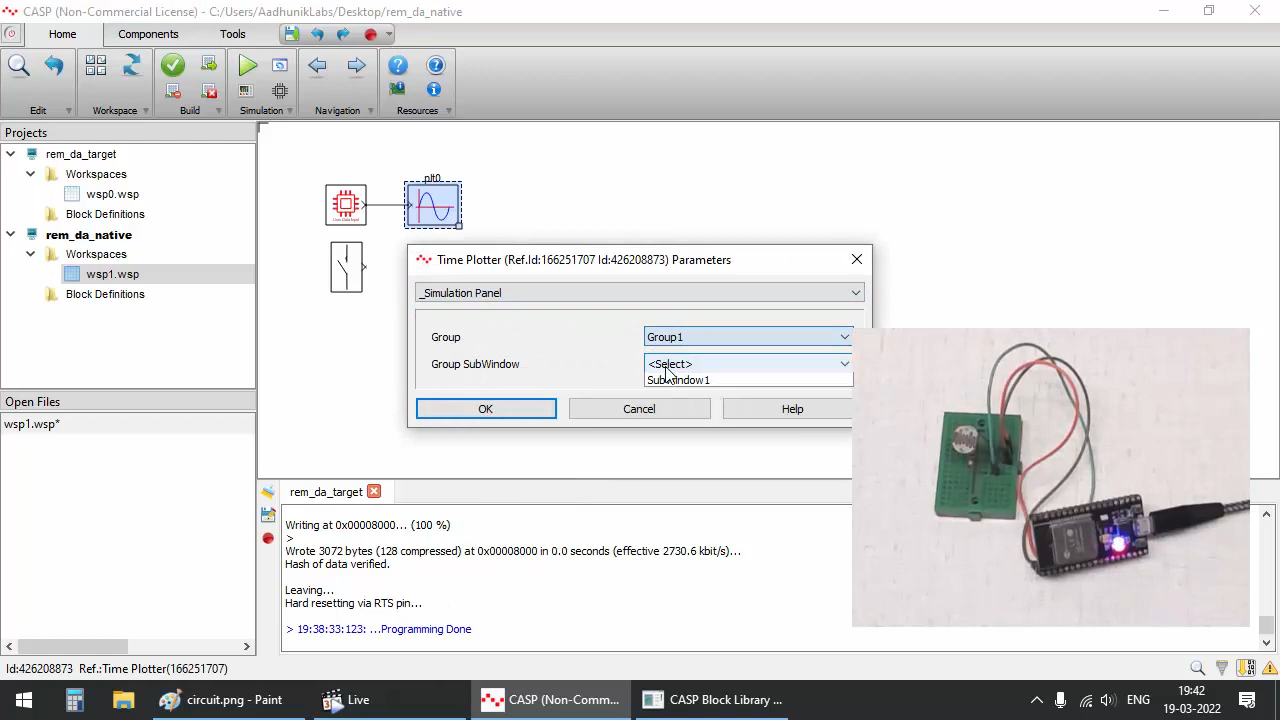 CASP (Non-Commercial License) - C:/Users/AadhunikLabs/Desktop/rem_da_native
Home Components Tools
Edit Workspace Build Simulation Navigation Resources
Projects
rem_da_target
Workspaces
wsp0.wsp
Block Definitions
rem_da_native
Workspaces
wsp1.wsp
Block Definitions
Open Files
wsp1.wsp*
plt0
Time Plotter (Ref.Id:166251707 Id:426208873) Parameters
_Simulation Panel
Group Group1
Group SubWindow <Select>
SubWindow1
OK Cancel Help
rem_da_target
Writing at 0x00008000... (100 %)
>
Wrote 3072 bytes (128 compressed) at 0x00008000 in 0.0 seconds (effective 2730.6 kbit/s)...
Hash of data verified.
Leaving...
Hard resetting via RTS pin...
> 19:38:33:123: ...Programming Done
Id:426208873 Ref.:Time Plotter(166251707)
circuit.png - Paint Live CASP (Non-Comm... CASP Block Library ... ENG
19-03-2022